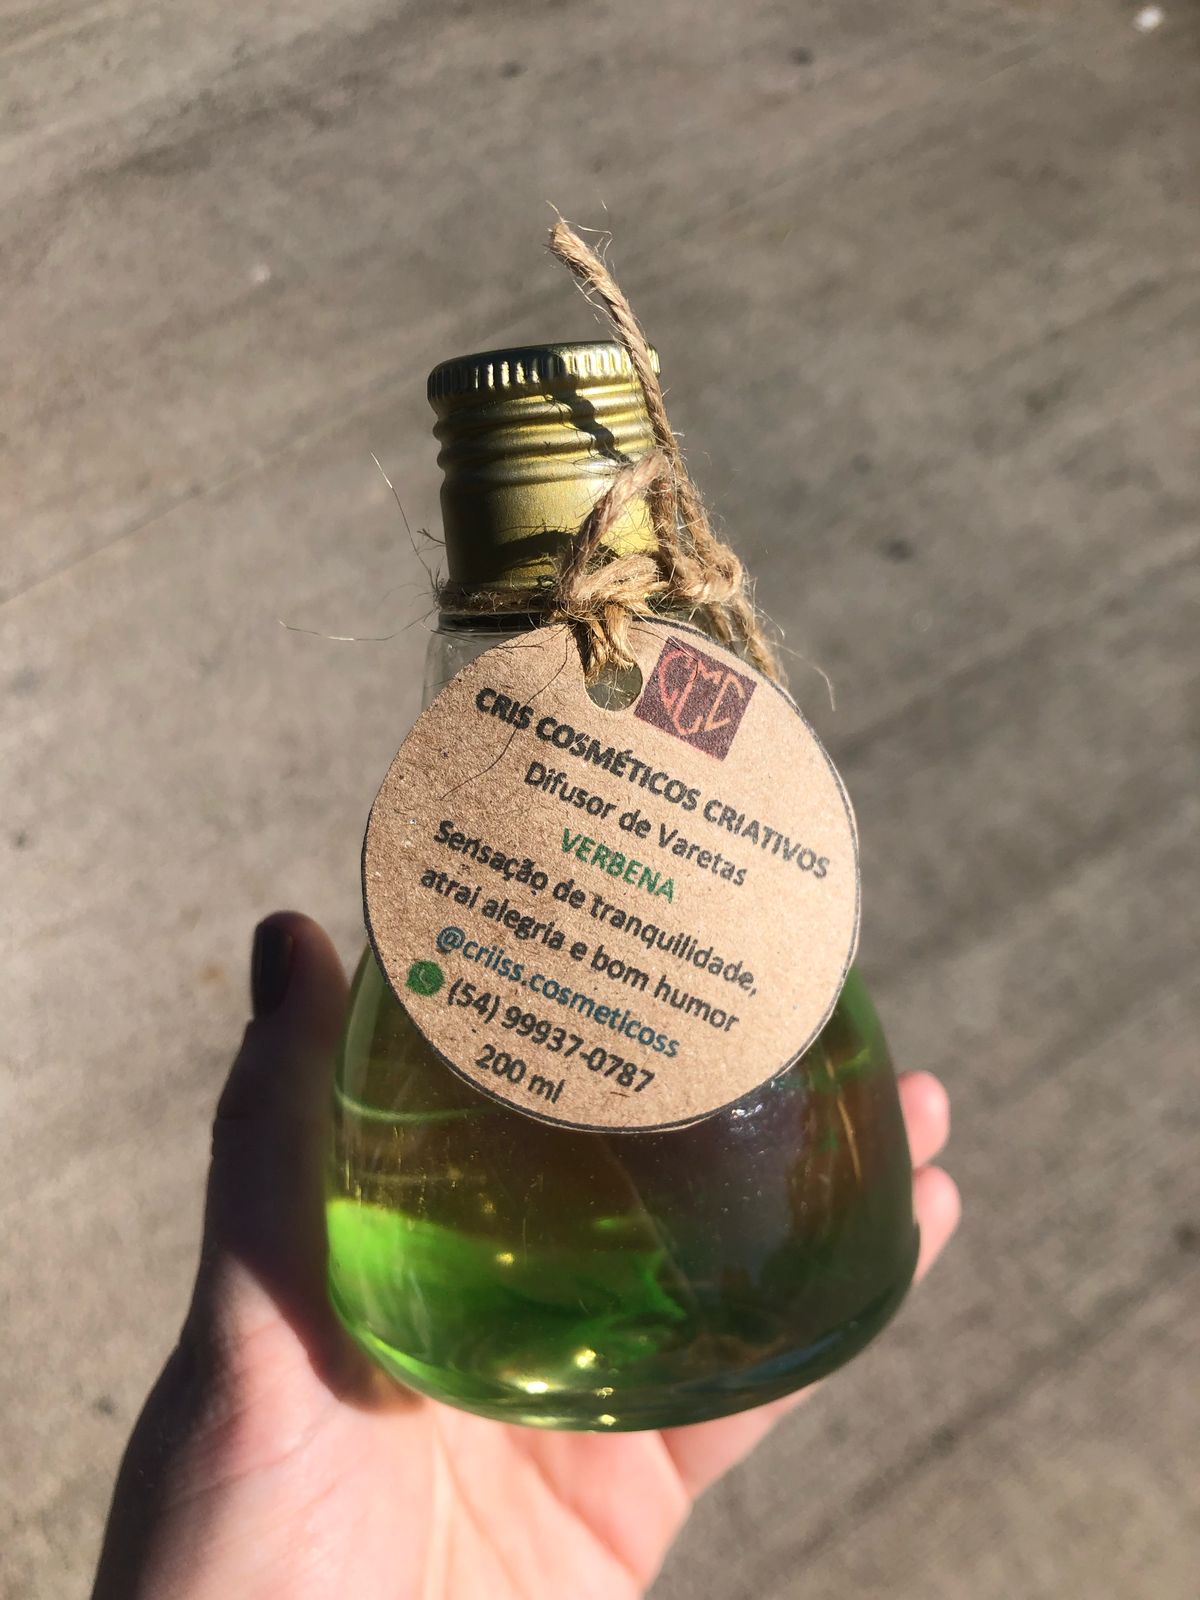 CRIS COSMÉTICOS CRIATIVOS
Difusor de Varetas
VERBENA
Sensação de tranquilidade,
atrai alegria e bom humor
@criiss.cosmeticoss
(54) 99937-0787
200 ml